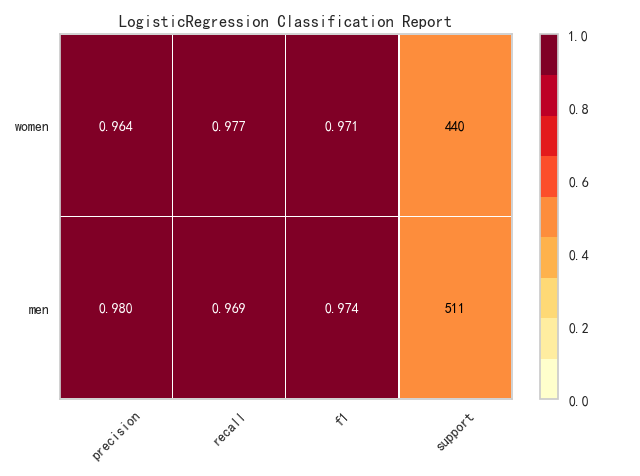 LogisticRegression Classification Report
women 0.964 0.977 0.971 440
men 0.980 0.969 0.974 511
precision recall f1 support
1.0
0.8
0.6
0.4
0.2
0.0